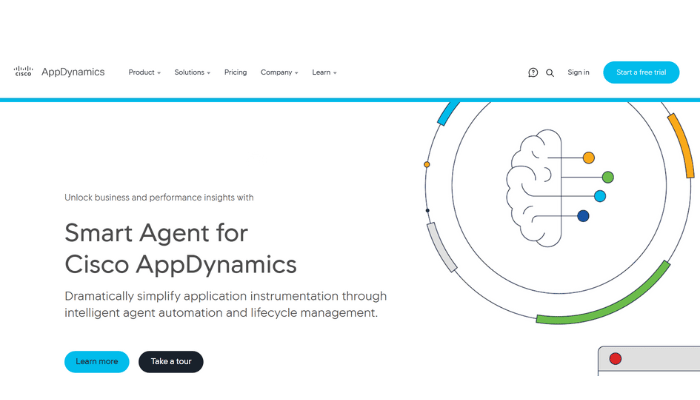 CISCO AppDynamics Product Solutions Pricing Company Learn Sign in Start a free trial
Unlock business and performance insights with
Smart Agent for
Cisco AppDynamics
Dramatically simplify application instrumentation through
intelligent agent automation and lifecycle management.
Learn more Take a tour